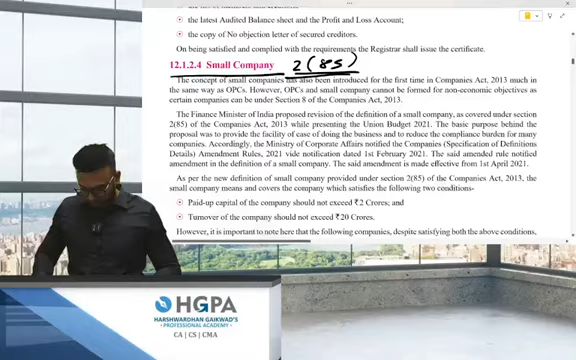 the latest Audited Balance sheet and the Profit and Loss Account;
the copy of No objection letter of secured creditors.
On being satisfied and complied with the requirements the Registrar shall issue the certificate.
12.1.2.4 Small Company 2(85)
The concept of small companies has also been introduced for the first time in Companies Act, 2013 much in
the same way as OPCs. However, OPCs and small company cannot be formed for non-economic objectives as
certain companies can be under Section 8 of the Companies Act, 2013.
The Finance Minister of India proposed revision of the definition of a small company, as covered under section
2(85) of the Companies Act, 2013 while presenting the Union Budget 2021. The basic purpose behind the
proposal was to provide the facility of ease of doing the business and to reduce the compliance burden for many
companies. Accordingly, the Ministry of Corporate Affairs notified the Companies (Specification of Definitions
Details) Amendment Rules, 2021 vide notification dated 1st February 2021. The said amended rule notified
amendment in the definition of a small company. The said amendment is made effective from 1st April 2021.
As per the new definition of small company provided under section 2(85) of the Companies Act, 2013, the
small company means and covers the company which satisfies the following two conditions-
Paid-up capital of the company should not exceed ₹2 Crores; and
Turnover of the company should not exceed ₹20 Crores.
However, it is important to note here that the following companies, despite satisfying both the above conditions,
HGPA
HARSHWARDHAN GAIKWAD'S
PROFESSIONAL ACADEMY
CA | CS | CMA